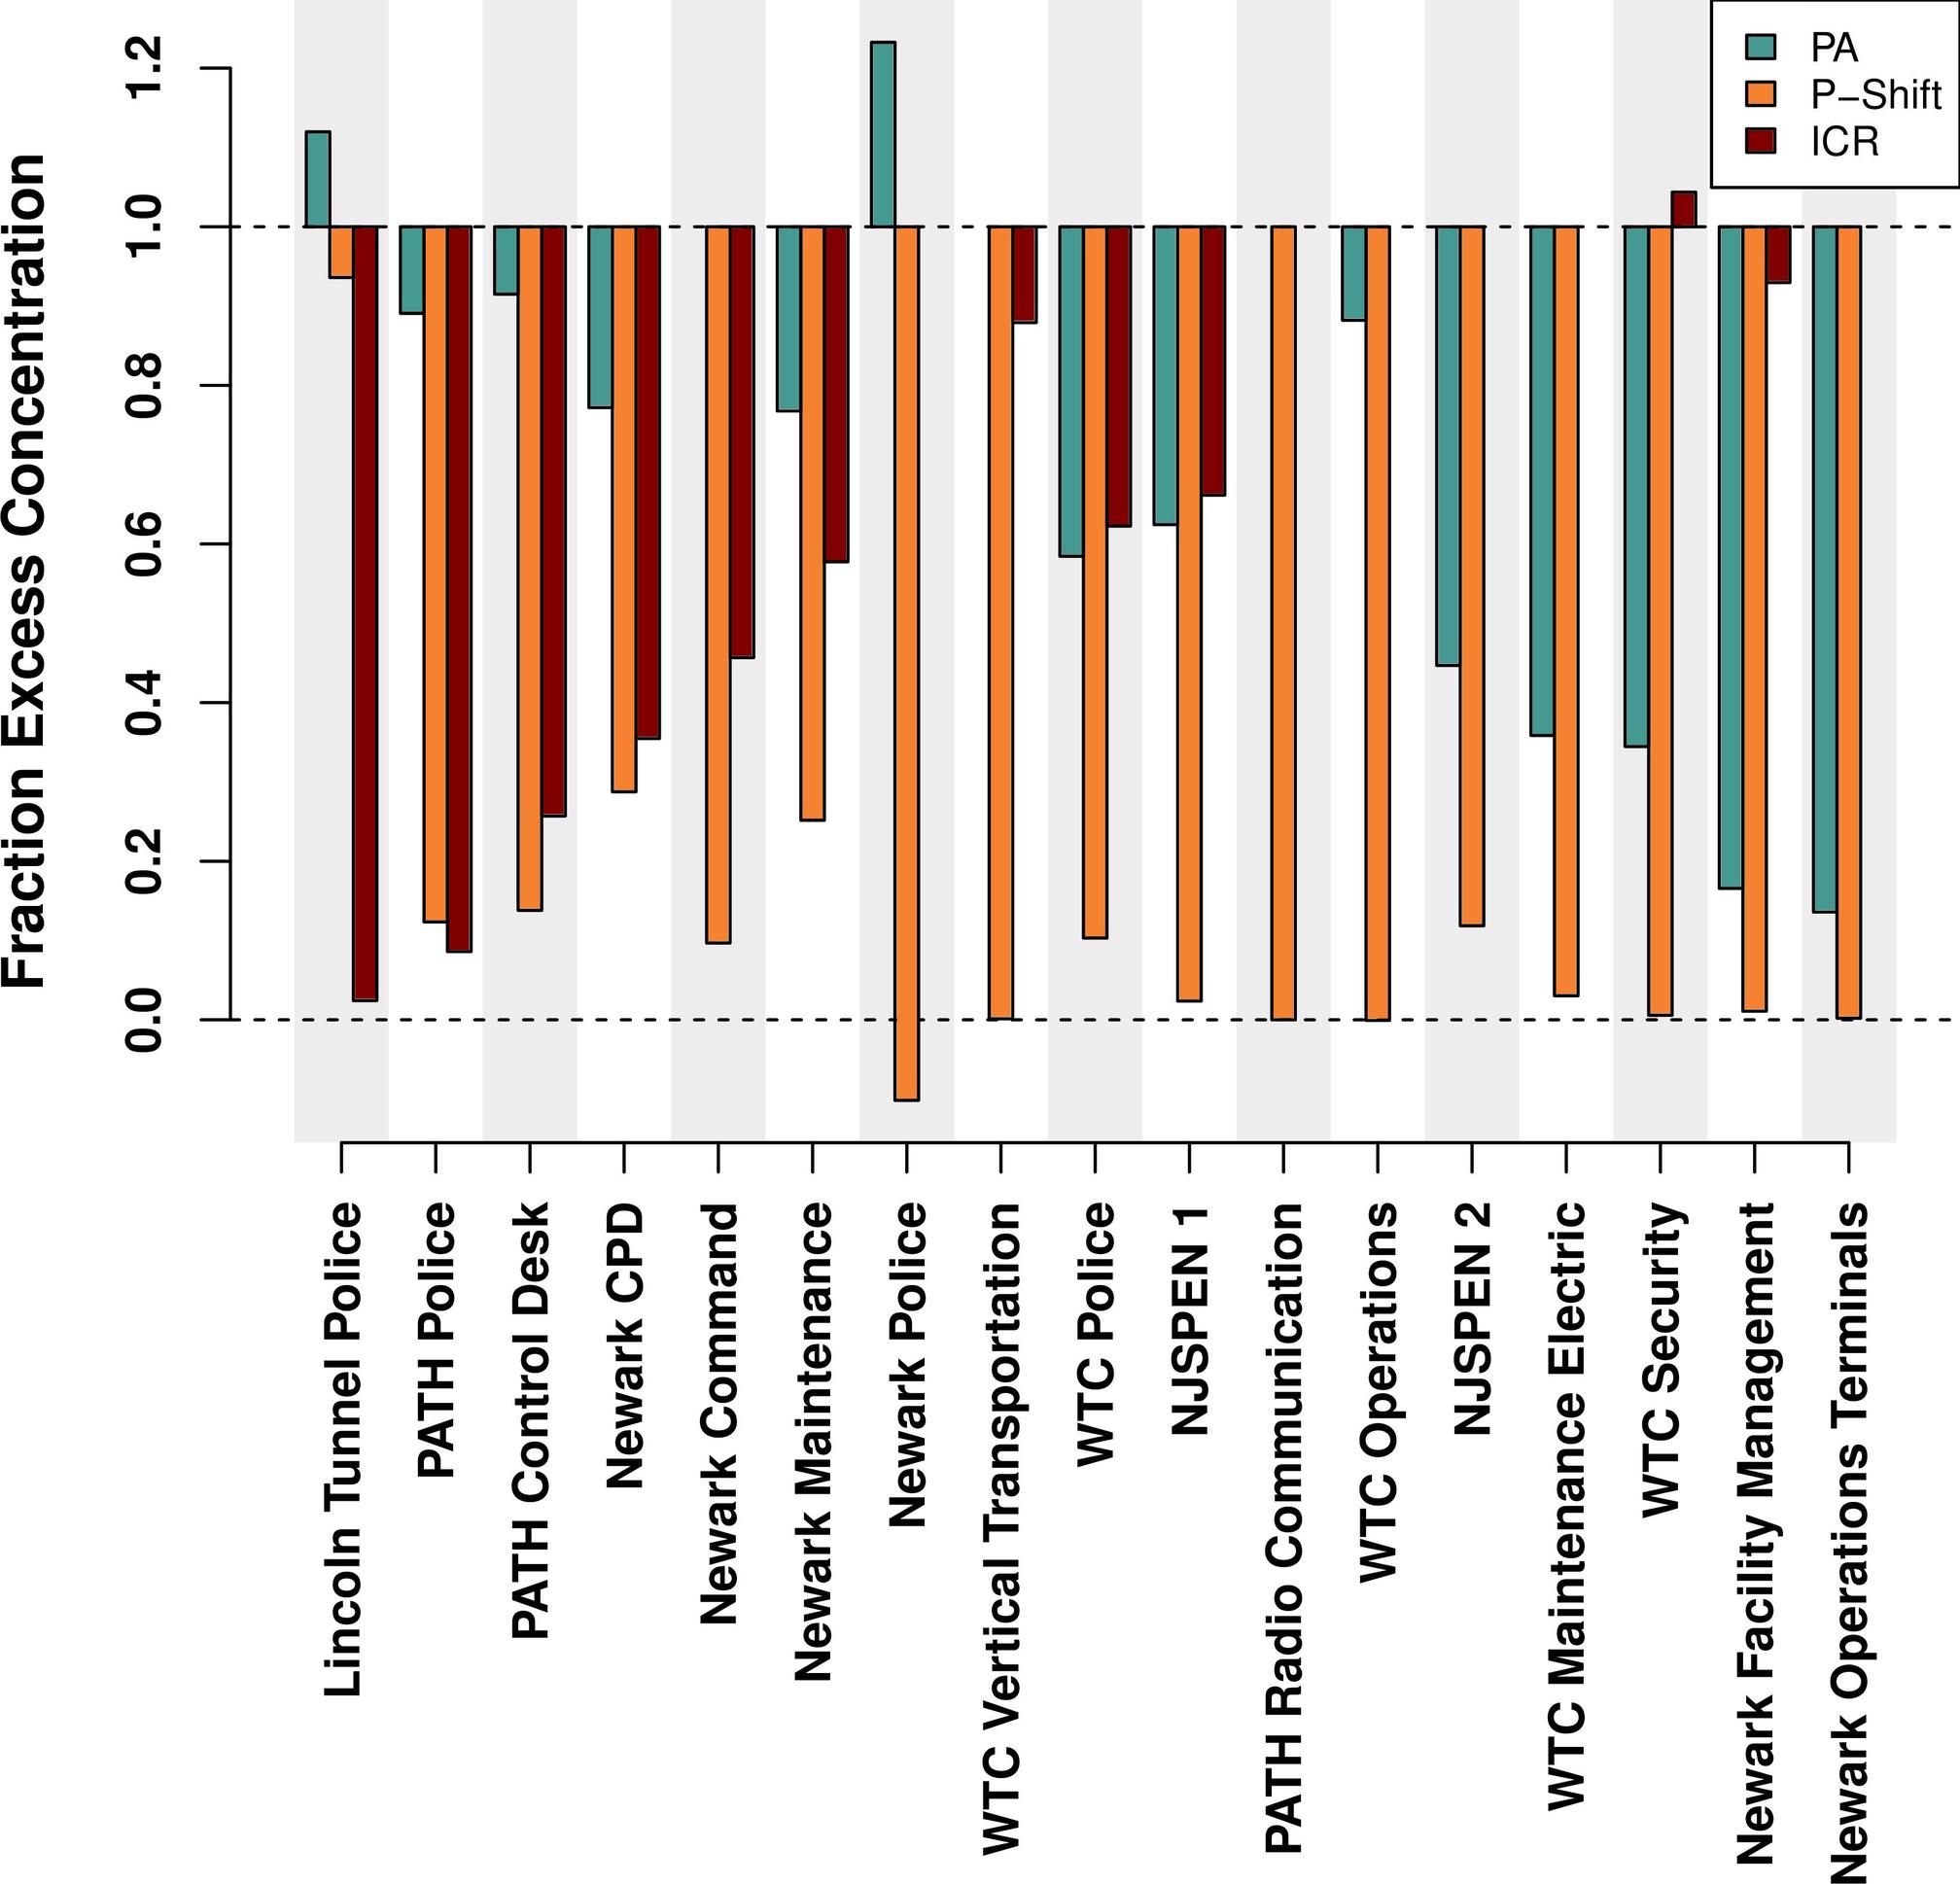 PA
P–Shift
ICR
Fraction Excess Concentration
1.2
1.0
0.8
0.6
0.4
0.2
0.0
Lincoln Tunnel Police
PATH Police
PATH Control Desk
Newark CPD
Newark Command
Newark Maintenance
Newark Police
WTC Vertical Transportation
WTC Police
NJSPEN 1
PATH Radio Communication
WTC Operations
NJSPEN 2
WTC Maintenance Electric
WTC Security
Newark Facility Management
Newark Operations Terminals